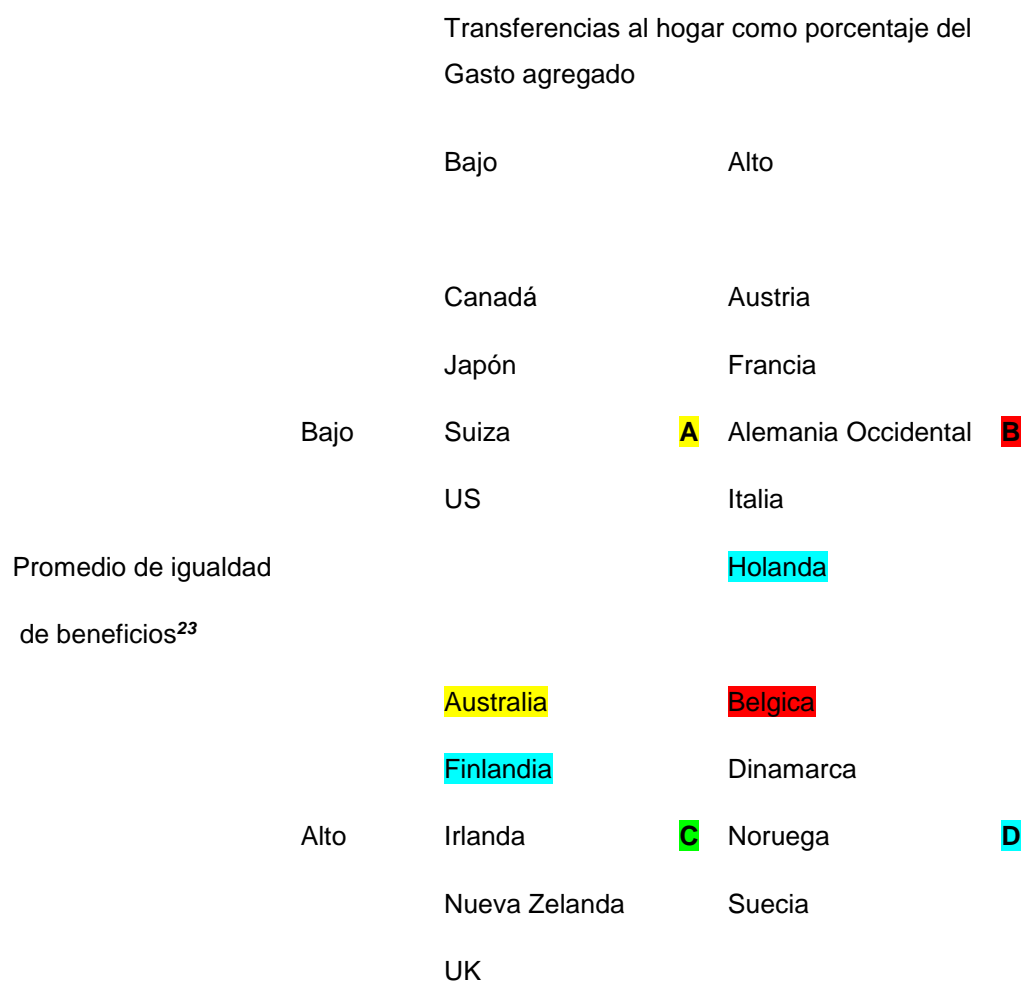 Transferencias al hogar como porcentaje del
Gasto agregado
Bajo Alto
Canadá Austria
Japón Francia
Bajo Suiza A Alemania Occidental B
US Italia
Promedio de igualdad Holanda
de beneficios23
Australia Belgica
Finlandia Dinamarca
Alto Irlanda C Noruega D
Nueva Zelanda Suecia
UK